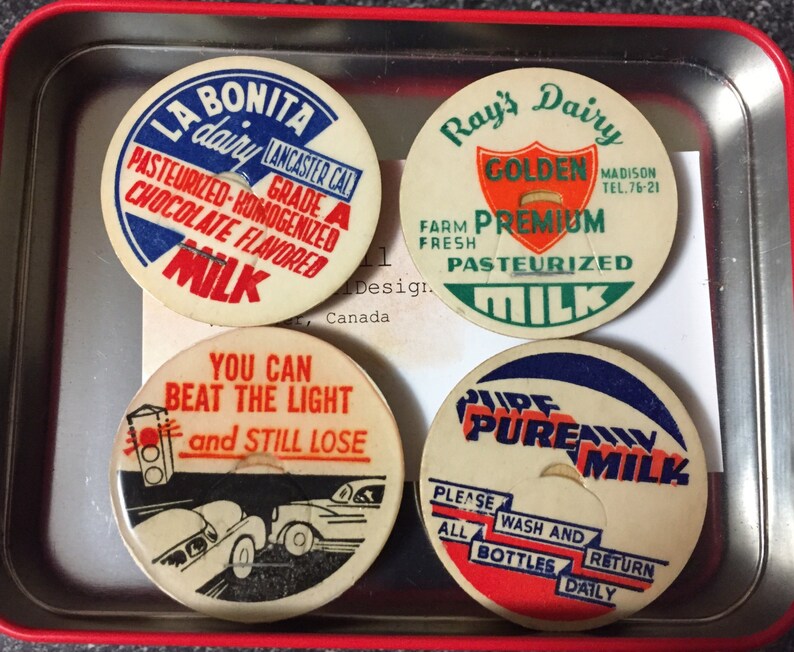 LA BONITA
dairy
LANCASTER CAL.
PASTEURIZED-HOMOGENIZED
GRADE A
CHOCOLATE FLAVORED
MILK
Ray's Dairy
GOLDEN
MADISON
TEL. 76-21
FARM
FRESH
PREMIUM
PASTEURIZED
MILK
Design
, Canada
YOU CAN
BEAT THE LIGHT
and STILL LOSE
PURE
PURE
MILK
PLEASE
WASH AND
RETURN
ALL
BOTTLES
DAILY